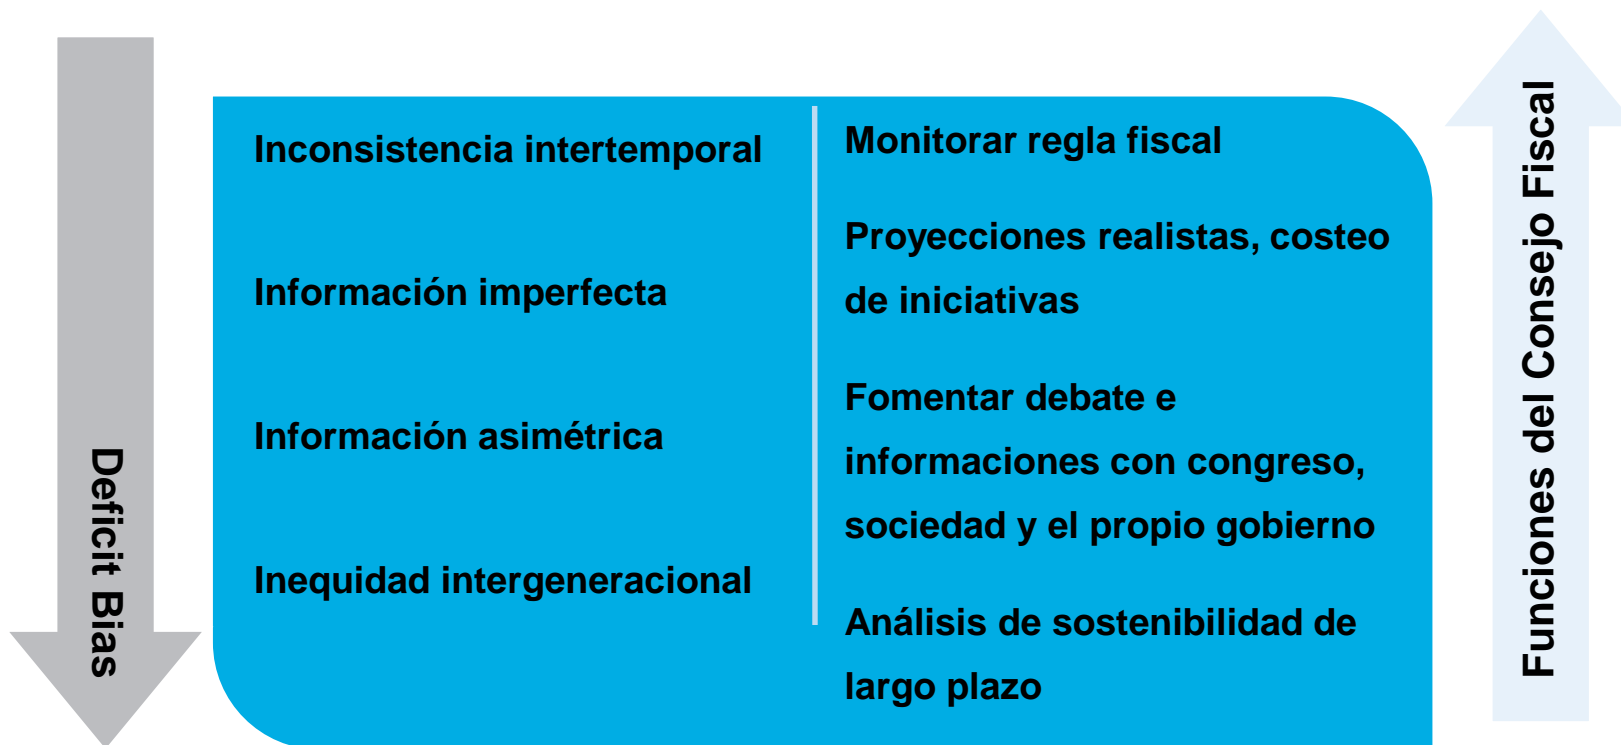 Deficit Bias
Inconsistencia intertemporal
Información imperfecta
Información asimétrica
Inequidad intergeneracional
Monitorar regla fiscal
Proyecciones realistas, costeo
de iniciativas
Fomentar debate e
informaciones con congreso,
sociedad y el propio gobierno
Análisis de sostenibilidad de
largo plazo
Funciones del Consejo Fiscal